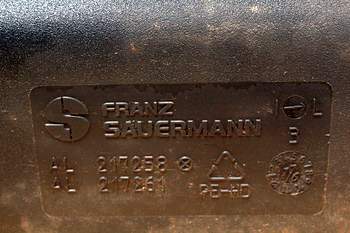 FRANZ
SAUERMANN
L
B
AL 217258
AL 217261
PE-HD